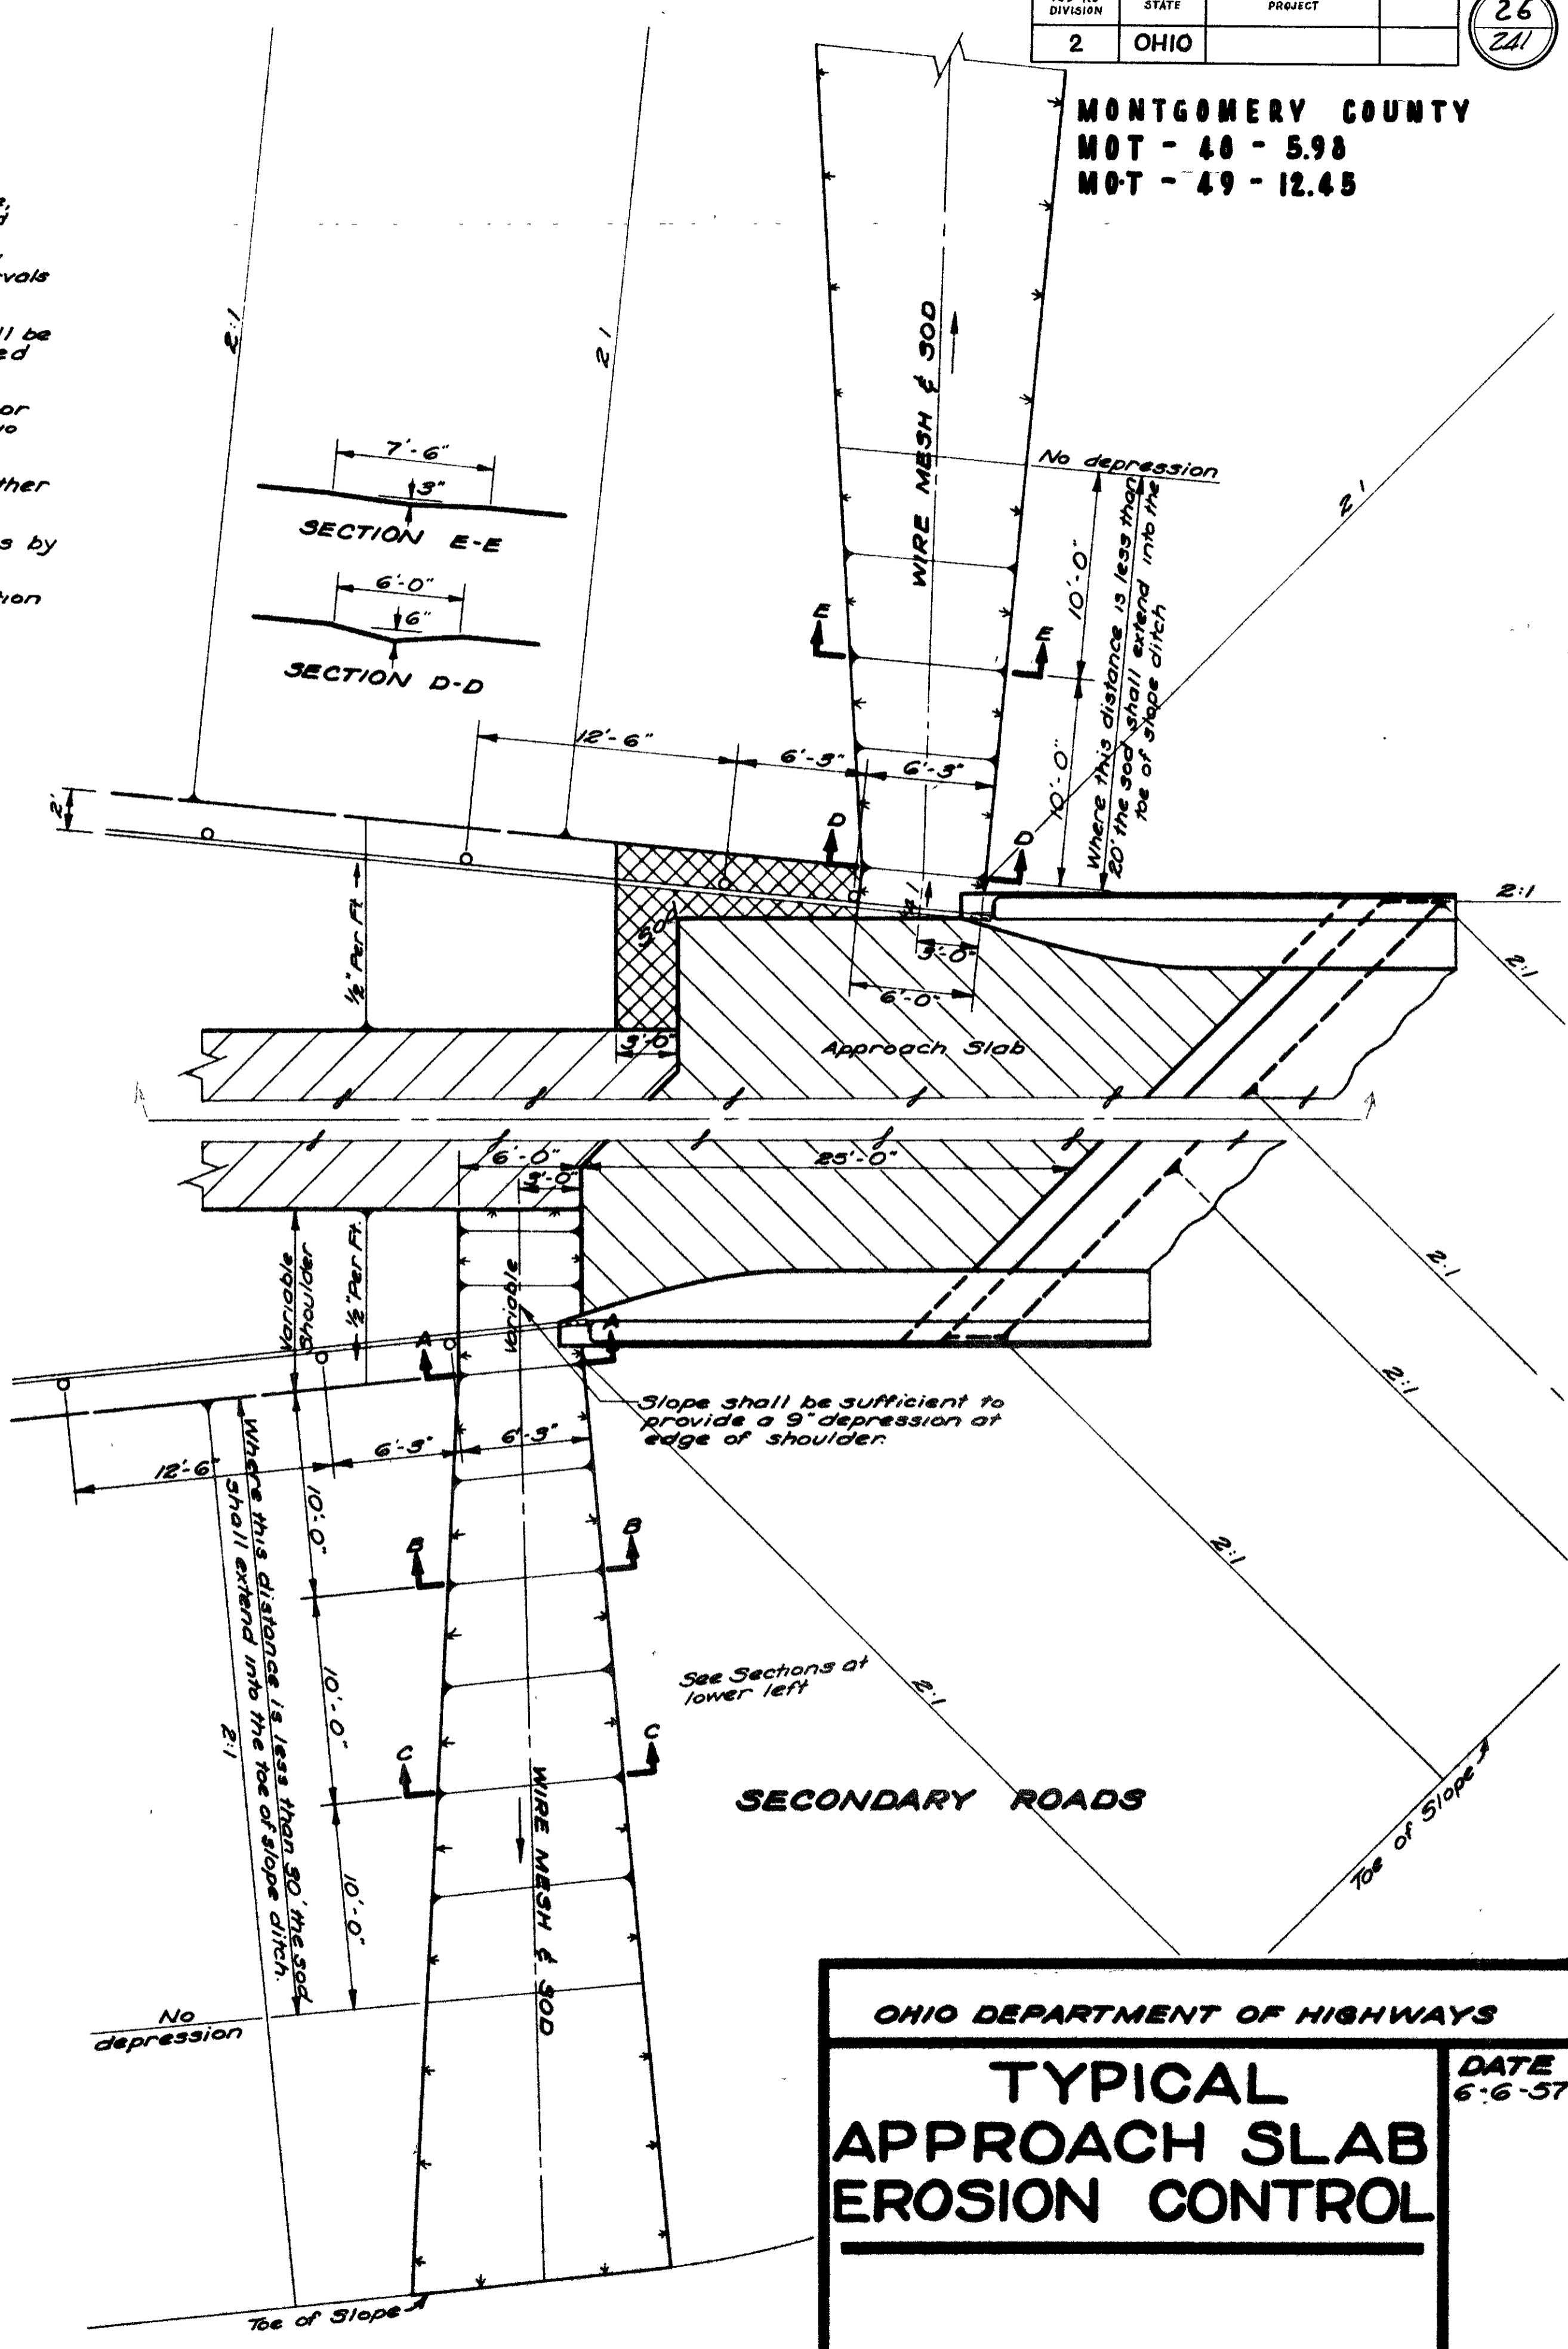 DIVISION STATE PROJECT
2 OHIO
26
241
MONTGOMERY COUNTY
MOT - 48 - 5.98
MOT - 49 - 12.45
vals
ll be
ed
or
ther
s by
tion
2:1
2:1
7'-6"
3"
SECTION E-E
6'-0"
6"
SECTION D-D
WIRE MESH & SOD
No depression
2'
E
E
10'-0"
10'-0"
Where this distance is less than
20' the sod shall extend into the
toe of slope ditch
12'-6"
6'-3"
6'-3"
2'
D
D
½" Per Ft.
SOD
3'-0"
6'-0"
3'-0"
Approach Slab
2:1
2:1
2:1
6'-0"
3'-0"
25'-0"
Variable
Shoulder
½" Per Ft.
Variable
A
A
Slope shall be sufficient to
provide a 9" depression at
edge of shoulder.
12'-6"
6'-3"
6'-3"
2:1
2:1
2:1
10'-0"
B
B
10'-0"
C
C
10'-0"
Where this distance is less than 30' the sod
shall extend into the toe of slope ditch.
2:1
See Sections at
lower left
WIRE MESH & SOD
SECONDARY ROADS
Toe of Slope
No
depression
Toe of Slope
OHIO DEPARTMENT OF HIGHWAYS
TYPICAL
APPROACH SLAB
EROSION CONTROL
DATE
6-6-57